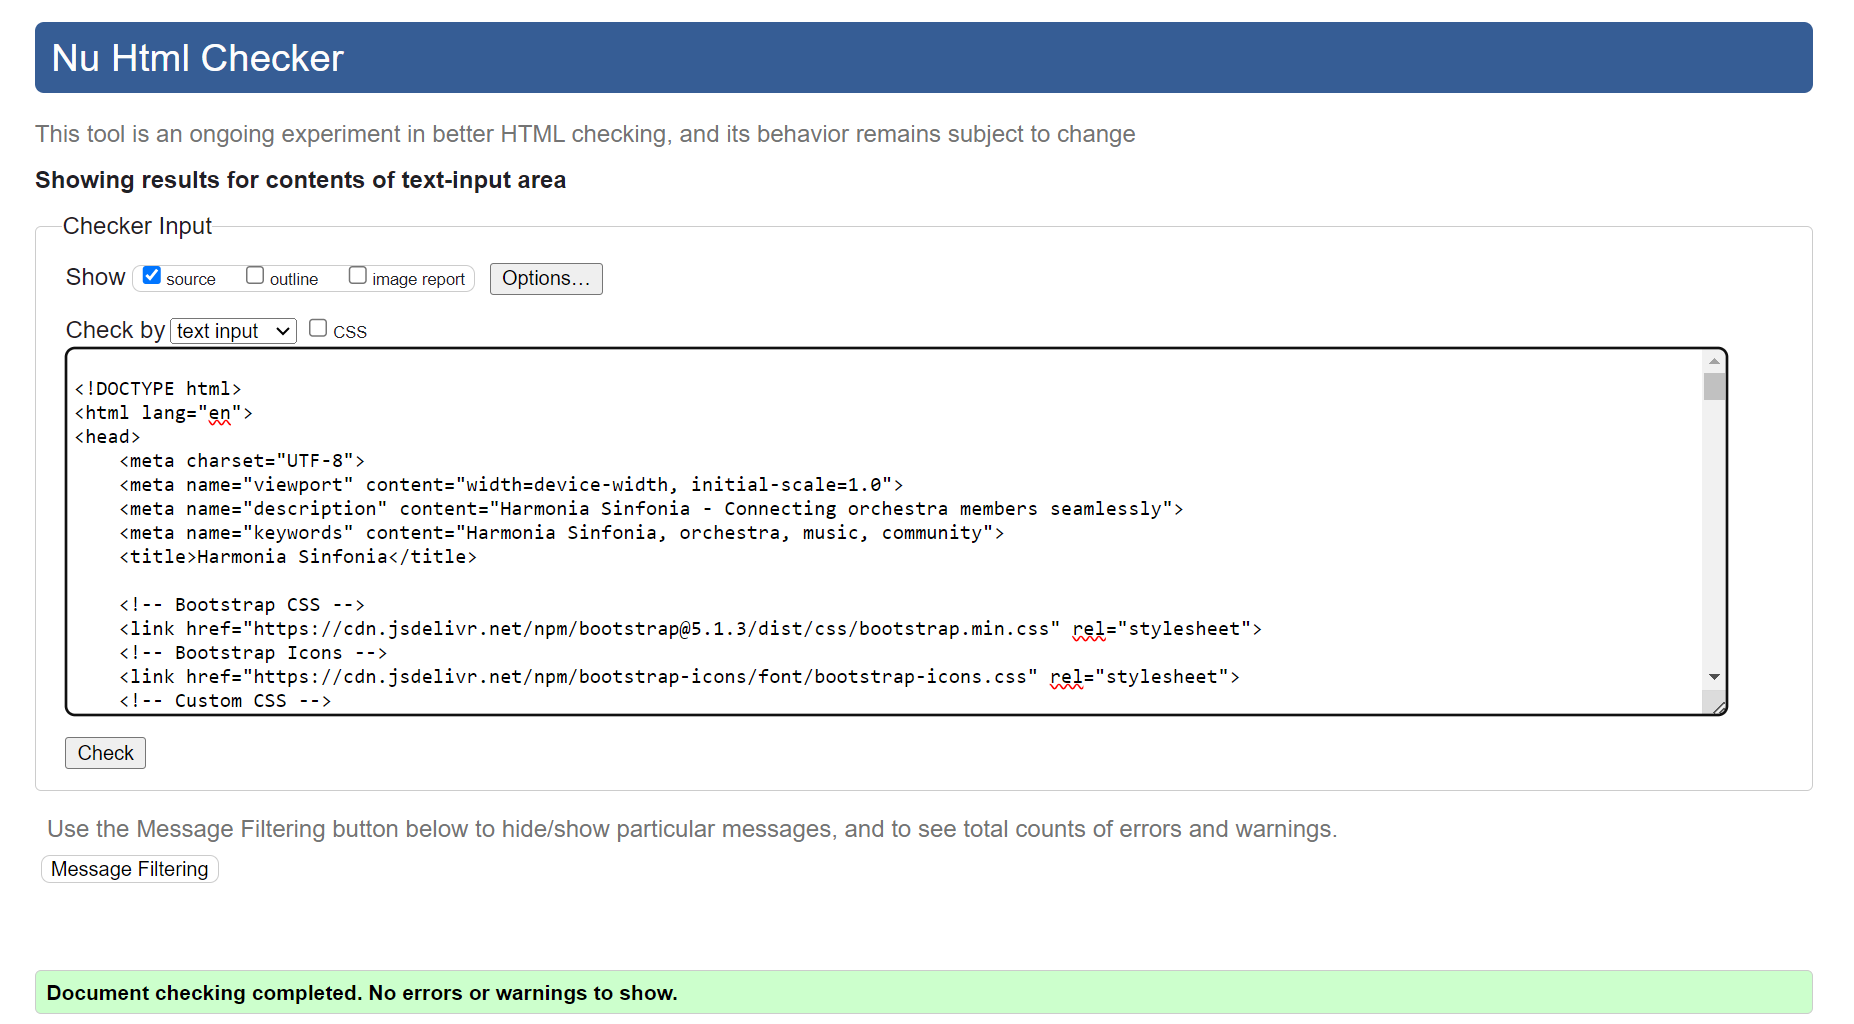 Nu Html Checker
This tool is an ongoing experiment in better HTML checking, and its behavior remains subject to change
Showing results for contents of text-input area
Checker Input
Show source outline image report Options...
Check by text input CSS
<!DOCTYPE html>
<html lang="en">
<head>
    <meta charset="UTF-8">
    <meta name="viewport" content="width=device-width, initial-scale=1.0">
    <meta name="description" content="Harmonia Sinfonia - Connecting orchestra members seamlessly">
    <meta name="keywords" content="Harmonia Sinfonia, orchestra, music, community">
    <title>Harmonia Sinfonia</title>
    <!-- Bootstrap CSS -->
    <link href="https://cdn.jsdelivr.net/npm/bootstrap@5.1.3/dist/css/bootstrap.min.css" rel="stylesheet">
    <!-- Bootstrap Icons -->
    <link href="https://cdn.jsdelivr.net/npm/bootstrap-icons/font/bootstrap-icons.css" rel="stylesheet">
    <!-- Custom CSS -->
Check
Use the Message Filtering button below to hide/show particular messages, and to see total counts of errors and warnings.
Message Filtering
Document checking completed. No errors or warnings to show.